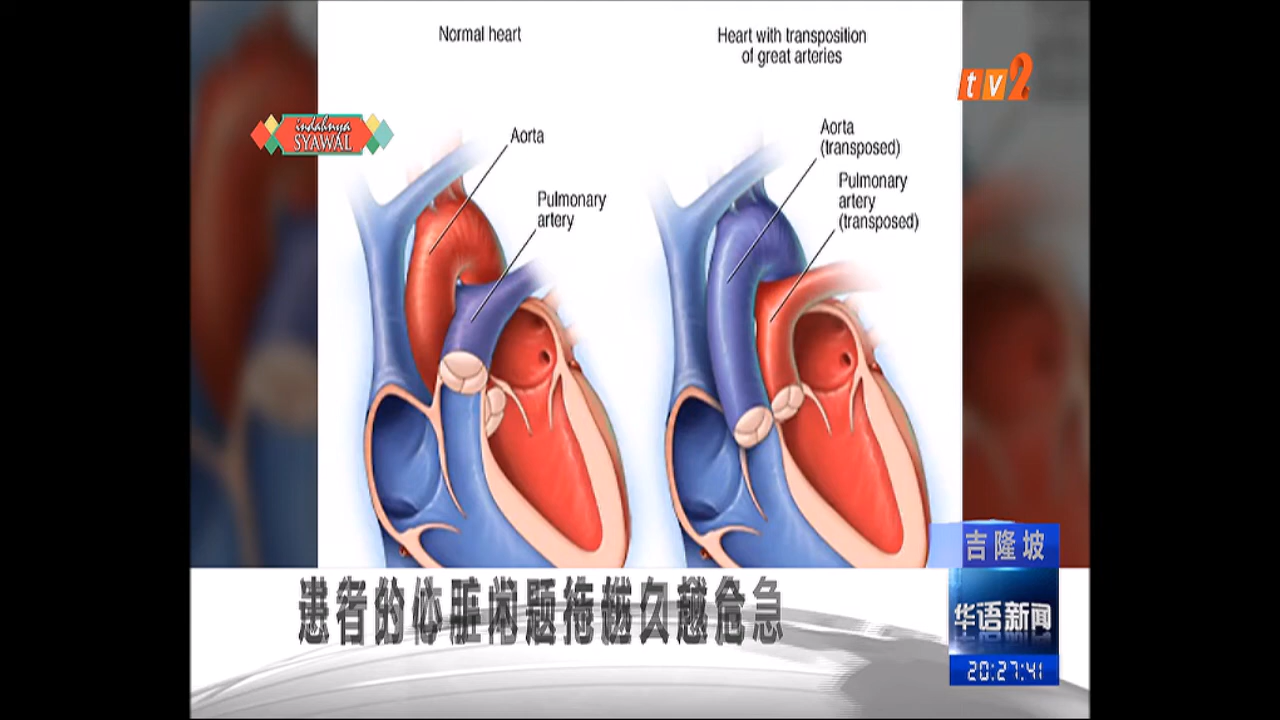 Normal heart
Heart with transposition
of great arteries
tv2
indahnya
SYAWAL
Aorta
Pulmonary
artery
Aorta
(transposed)
Pulmonary
artery
(transposed)
吉隆坡
患者的心脏问题拖越久越危急
华语新闻
20:27:41